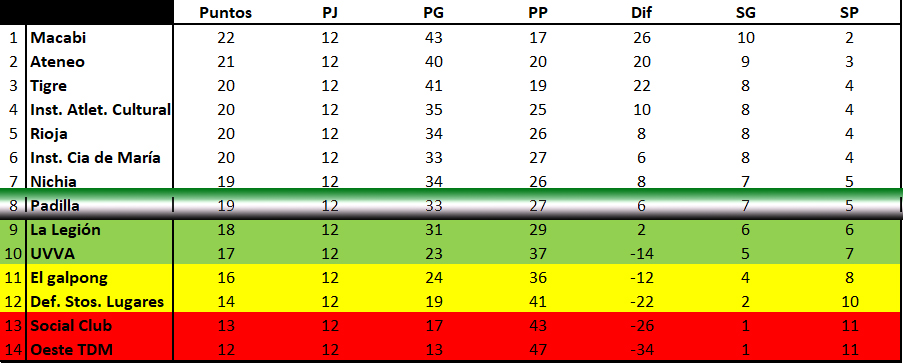 Puntos PJ PG PP Dif SG SP
1 Macabi 22 12 43 17 26 10 2
2 Ateneo 21 12 40 20 20 9 3
3 Tigre 20 12 41 19 22 8 4
4 Inst. Atlet. Cultural 20 12 35 25 10 8 4
5 Rioja 20 12 34 26 8 8 4
6 Inst. Cia de María 20 12 33 27 6 8 4
7 Nichia 19 12 34 26 8 7 5
8 Padilla 19 12 33 27 6 7 5
9 La Legión 18 12 31 29 2 6 6
10 UVVA 17 12 23 37 -14 5 7
11 El galpong 16 12 24 36 -12 4 8
12 Def. Stos. Lugares 14 12 19 41 -22 2 10
13 Social Club 13 12 17 43 -26 1 11
14 Oeste TDM 12 12 13 47 -34 1 11